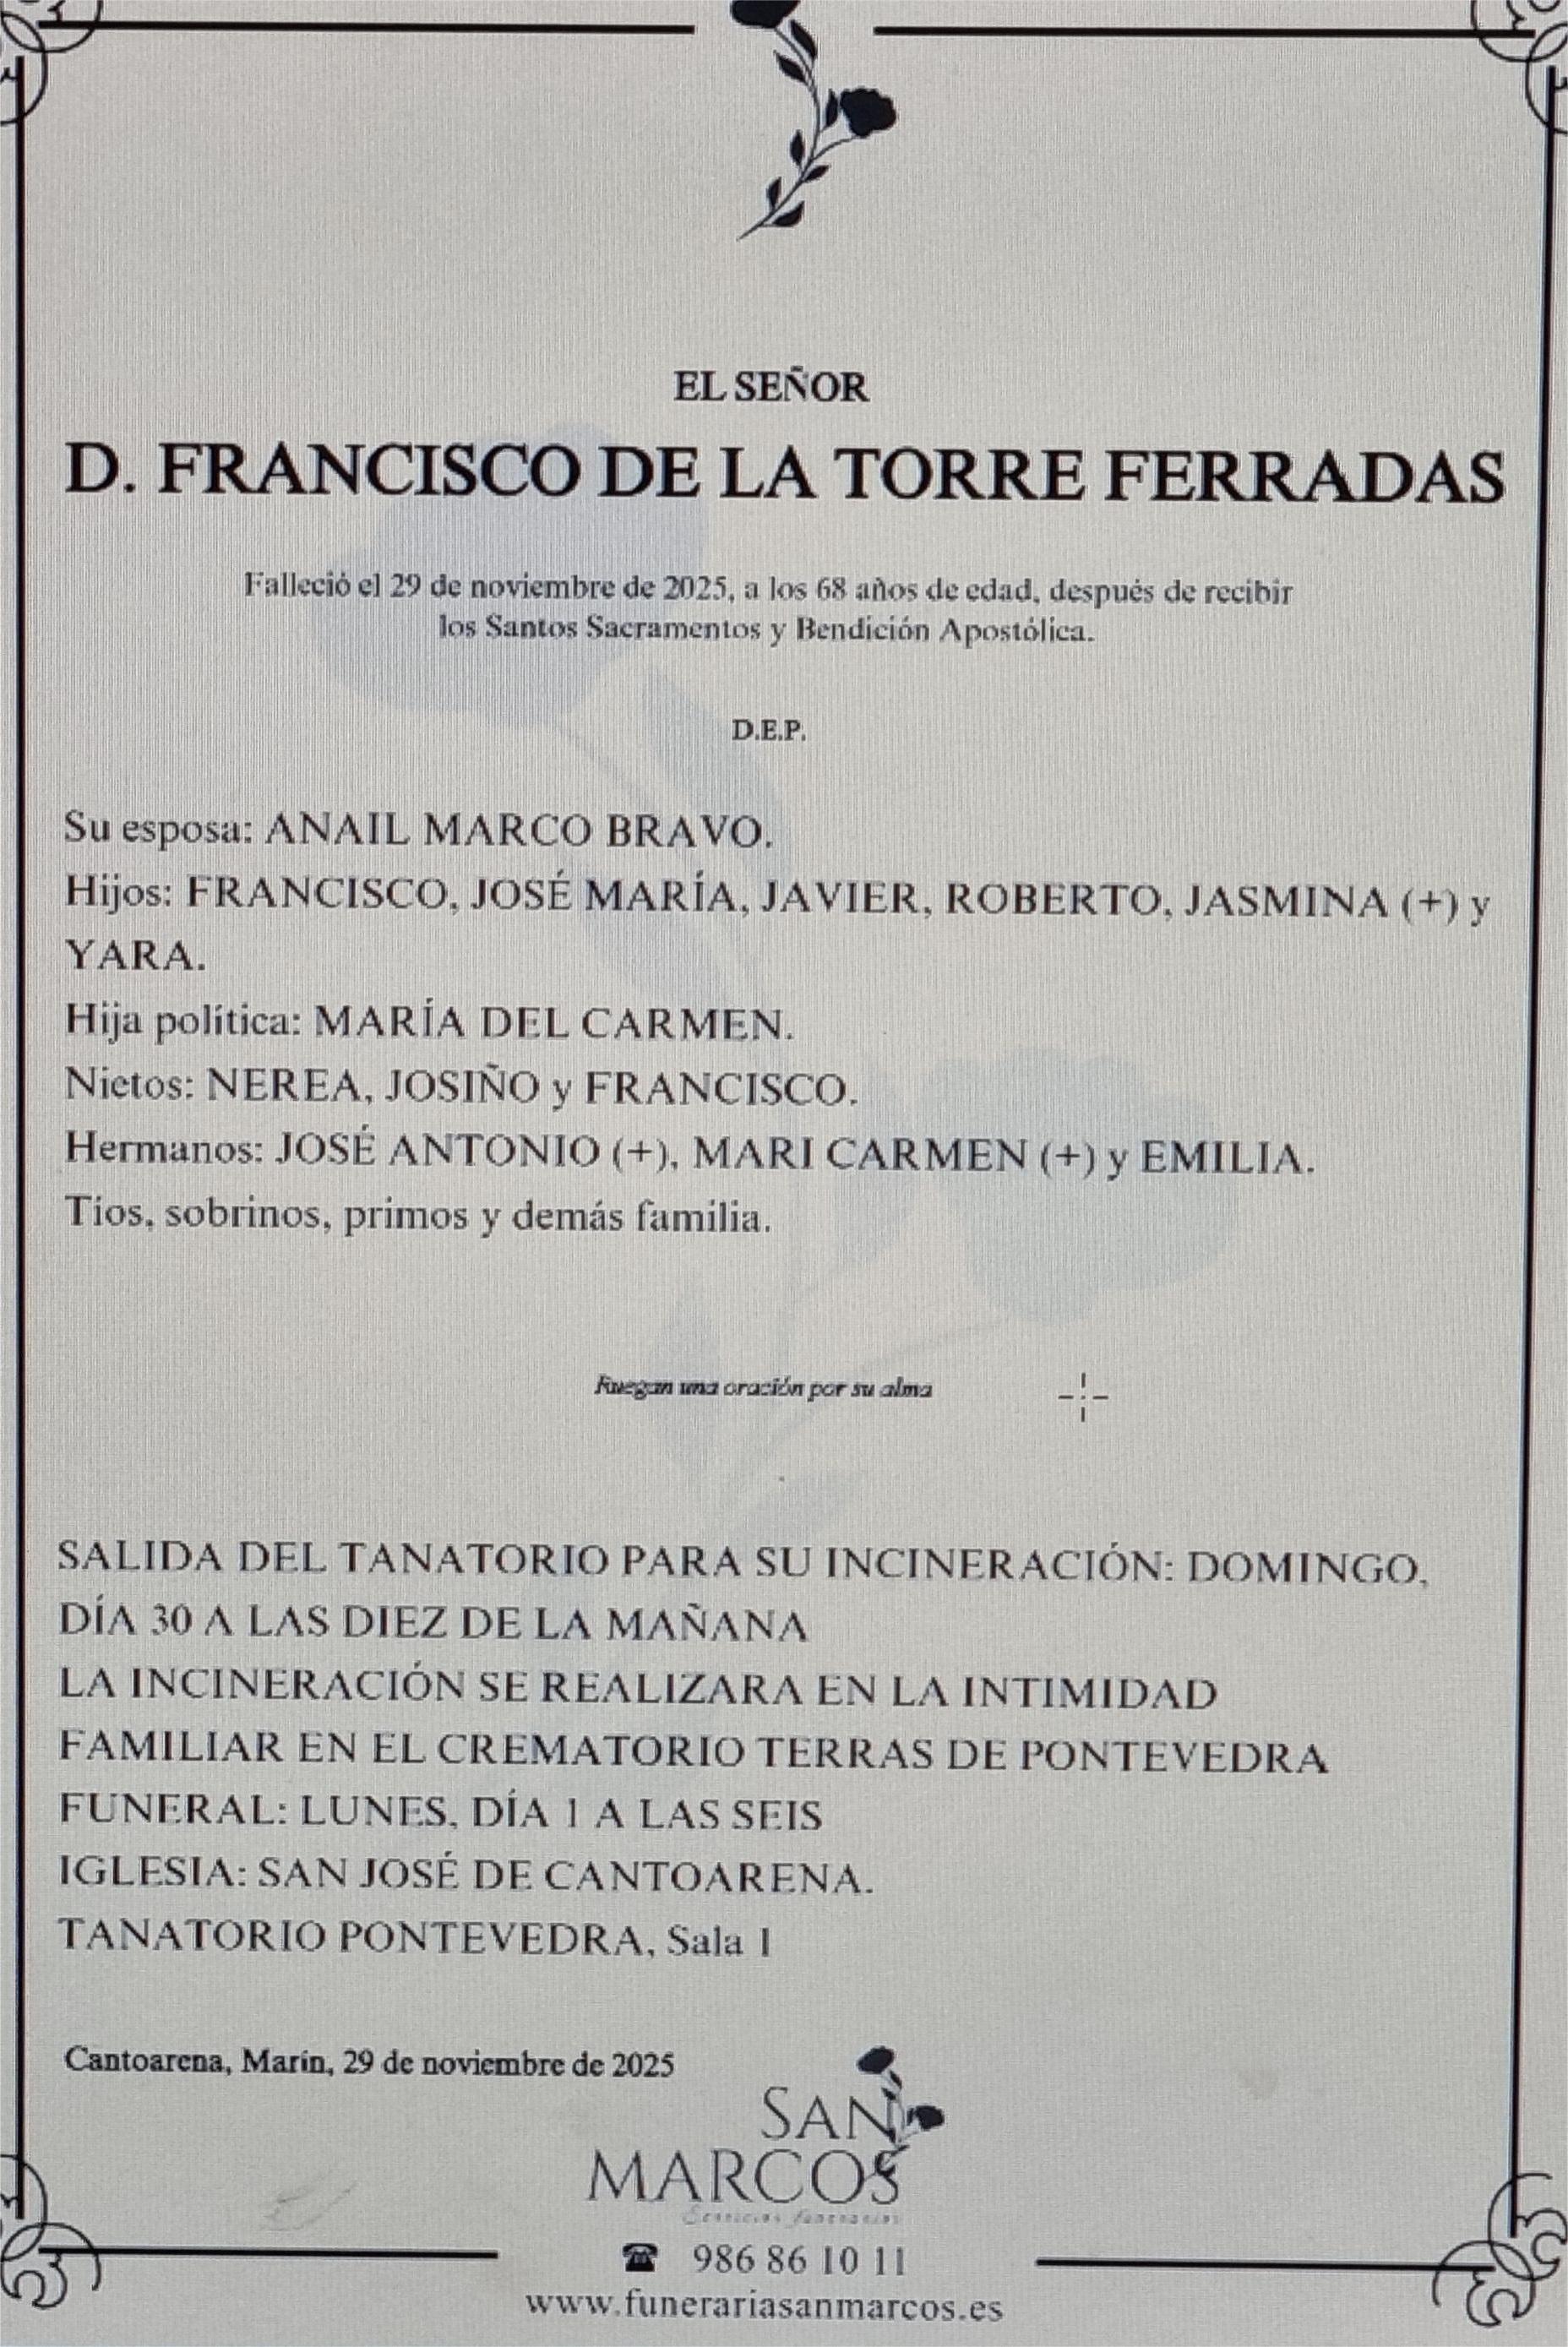 EL SEÑOR
D. FRANCISCO DE LA TORRE FERRADAS
Falleció el 29 de noviembre de 2025, a los 68 años de edad, después de recibir
los Santos Sacramentos y Bendición Apostólica.
D.E.P.
Su esposa: ANAIL MARCO BRAVO.
Hijos: FRANCISCO, JOSÉ MARÍA, JAVIER, ROBERTO, JASMINA (+) y
YARA.
Hija política: MARÍA DEL CARMEN.
Nietos: NEREA, JOSIÑO y FRANCISCO.
Hermanos: JOSÉ ANTONIO (+), MARI CARMEN (+) y EMILIA.
Tíos, sobrinos, primos y demás familia.
Ruegan una oración por su alma
SALIDA DEL TANATORIO PARA SU INCINERACIÓN: DOMINGO,
DÍA 30 A LAS DIEZ DE LA MAÑANA
LA INCINERACIÓN SE REALIZARA EN LA INTIMIDAD
FAMILIAR EN EL CREMATORIO TERRAS DE PONTEVEDRA
FUNERAL: LUNES, DÍA 1 A LAS SEIS
IGLESIA: SAN JOSÉ DE CANTOARENA.
TANATORIO PONTEVEDRA, Sala 1
Cantoarena, Marín, 29 de noviembre de 2025
SAN
MARCOS
Servicios funerarios
986 86 10 11
www.funerariasanmarcos.es